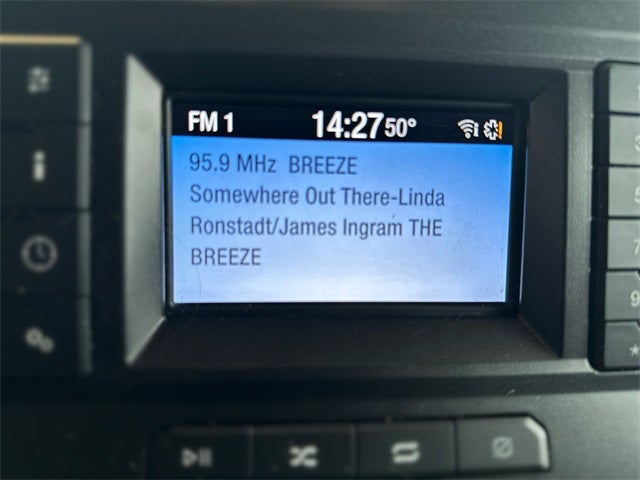 FM 1 14:27 50°
95.9 MHz BREEZE
Somewhere Out There-Linda
Ronstadt/James Ingram THE
BREEZE